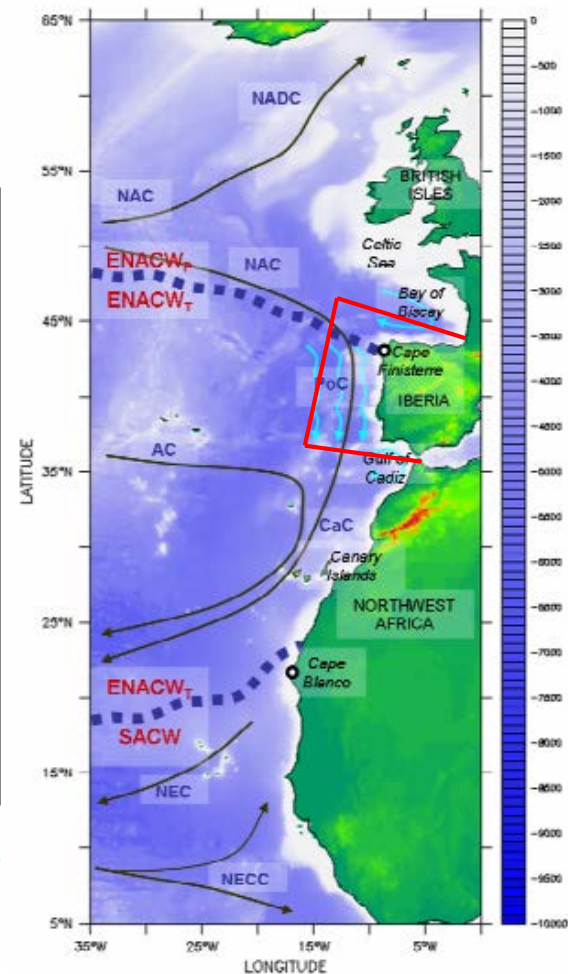 65°N
55°N
45°N
35°N
25°N
15°N
5°N
35°W
25°W
15°W
5°W
LATITUDE
LONGITUDE
NADC
NAC
BRITISH
ISLES
Celtic
Sea
ENACWP
NAC
ENACWT
Bay of
Biscay
Cape
Finisterre
PoC
IBERIA
AC
Gulf of
Cadiz
CaC
Canary
Islands
NORTHWEST
AFRICA
ENACWT
Cape
Blanco
SACW
NEC
NECC
0
-500
-1000
-1500
-2000
-2500
-3000
-3500
-4000
-4500
-5000
-5500
-6000
-6500
-7000
-7500
-8000
-8500
-9000
-9500
-10000